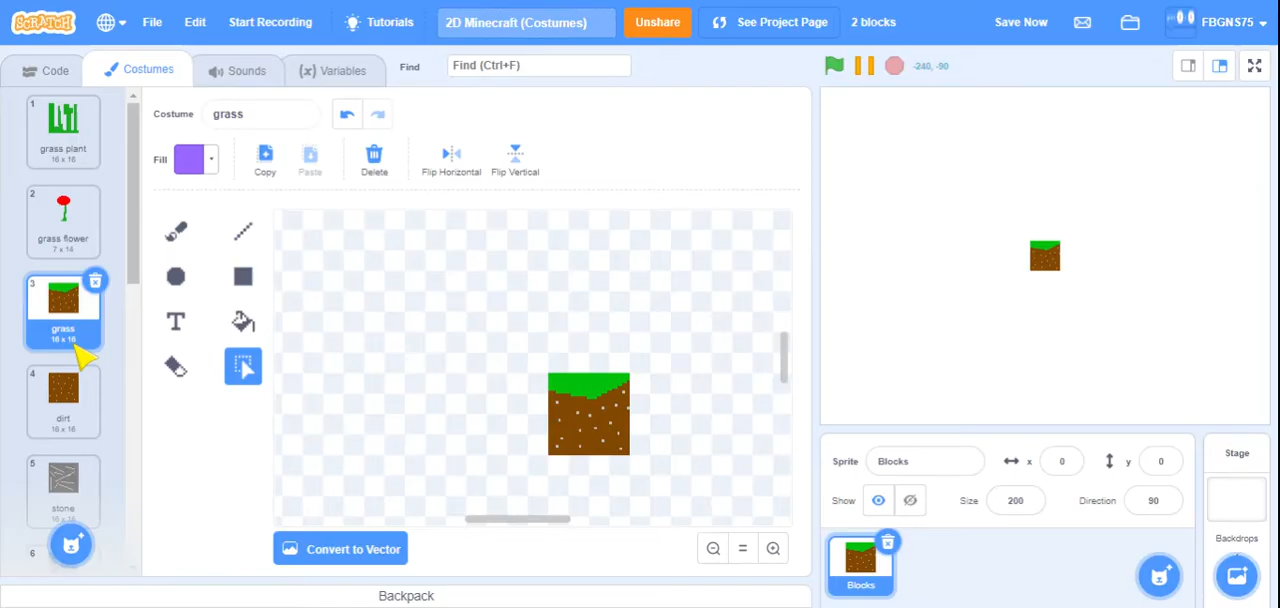 SCRATCH File Edit Start Recording Tutorials 2D Minecraft (Costumes) Unshare See Project Page 2 blocks Save Now FBGNS75
Code Costumes Sounds (x) Variables Find Find (Ctrl+F) -240, -90
1
grass plant
16 x 16
2
grass flower
7 x 14
3
grass
16 x 16
4
dirt
16 x 16
5
stone
16 x 16
6
Costume grass
Fill Copy Paste Delete Flip Horizontal Flip Vertical
T
Convert to Vector
Backpack
Sprite Blocks x 0 y 0
Show Size 200 Direction 90
Blocks
Stage
Backdrops